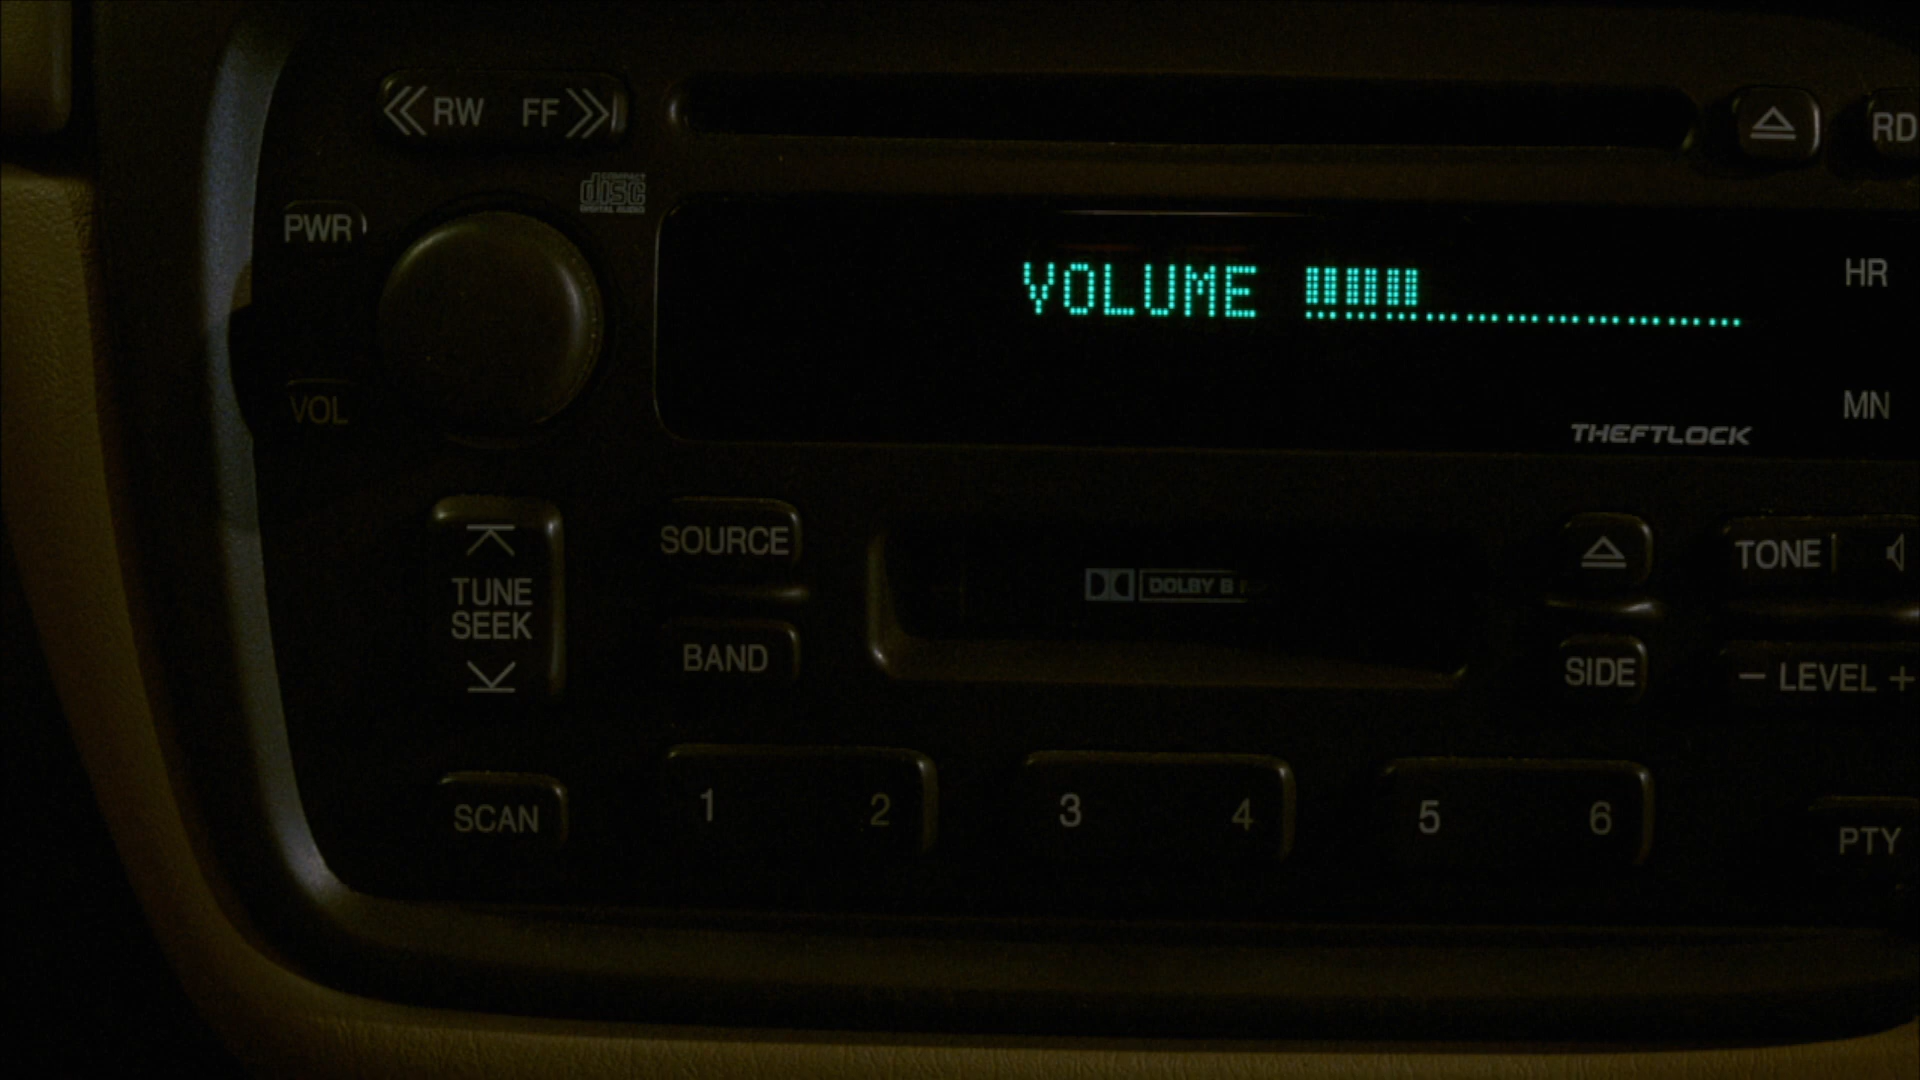 RW FF
RD
COMPACT
disc
DIGITAL AUDIO
PWR
VOLUME
HR
VOL
MN
THEFTLOCK
SOURCE
TONE
TUNE
SEEK
DOLBY B
BAND
SIDE
- LEVEL +
SCAN
1 2 3 4 5 6
PTY